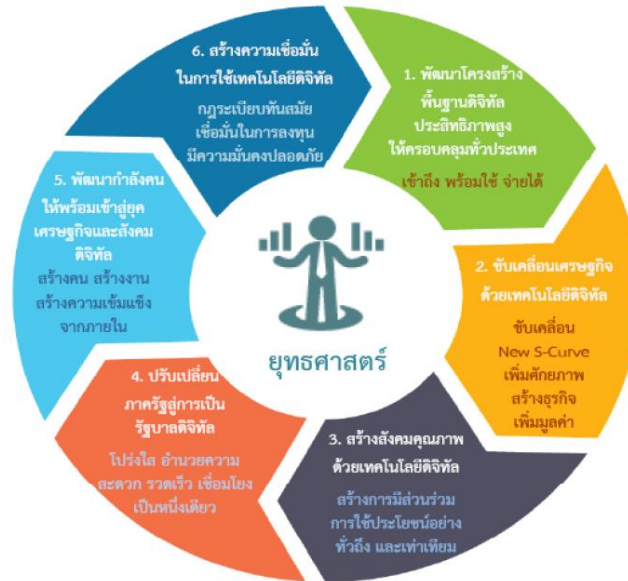 1. พัฒนาโครงสร้าง
พื้นฐานดิจิทัล
ประสิทธิภาพสูง
ให้ครอบคลุมทั่วประเทศ
เข้าถึง พร้อมใช้ จ่ายได้
2. ขับเคลื่อนเศรษฐกิจ
ด้วยเทคโนโลยีดิจิทัล
ขับเคลื่อน
New S-Curve
เพิ่มศักยภาพ
สร้างธุรกิจ
เพิ่มมูลค่า
3. สร้างสังคมคุณภาพ
ด้วยเทคโนโลยีดิจิทัล
สร้างการมีส่วนร่วม
การใช้ประโยชน์อย่าง
ทั่วถึง และเท่าเทียม
4. ปรับเปลี่ยน
ภาครัฐสู่การเป็น
รัฐบาลดิจิทัล
โปร่งใส อำนวยความ
สะดวก รวดเร็ว เชื่อมโยง
เป็นหนึ่งเดียว
5. พัฒนากำลังคน
ให้พร้อมเข้าสู่ยุค
เศรษฐกิจและสังคม
ดิจิทัล
สร้างคน สร้างงาน
สร้างความเข้มแข็ง
จากภายใน
6. สร้างความเชื่อมั่น
ในการใช้เทคโนโลยีดิจิทัล
กฎระเบียบทันสมัย
เชื่อมั่นในการลงทุน
มีความมั่นคงปลอดภัย
ยุทธศาสตร์